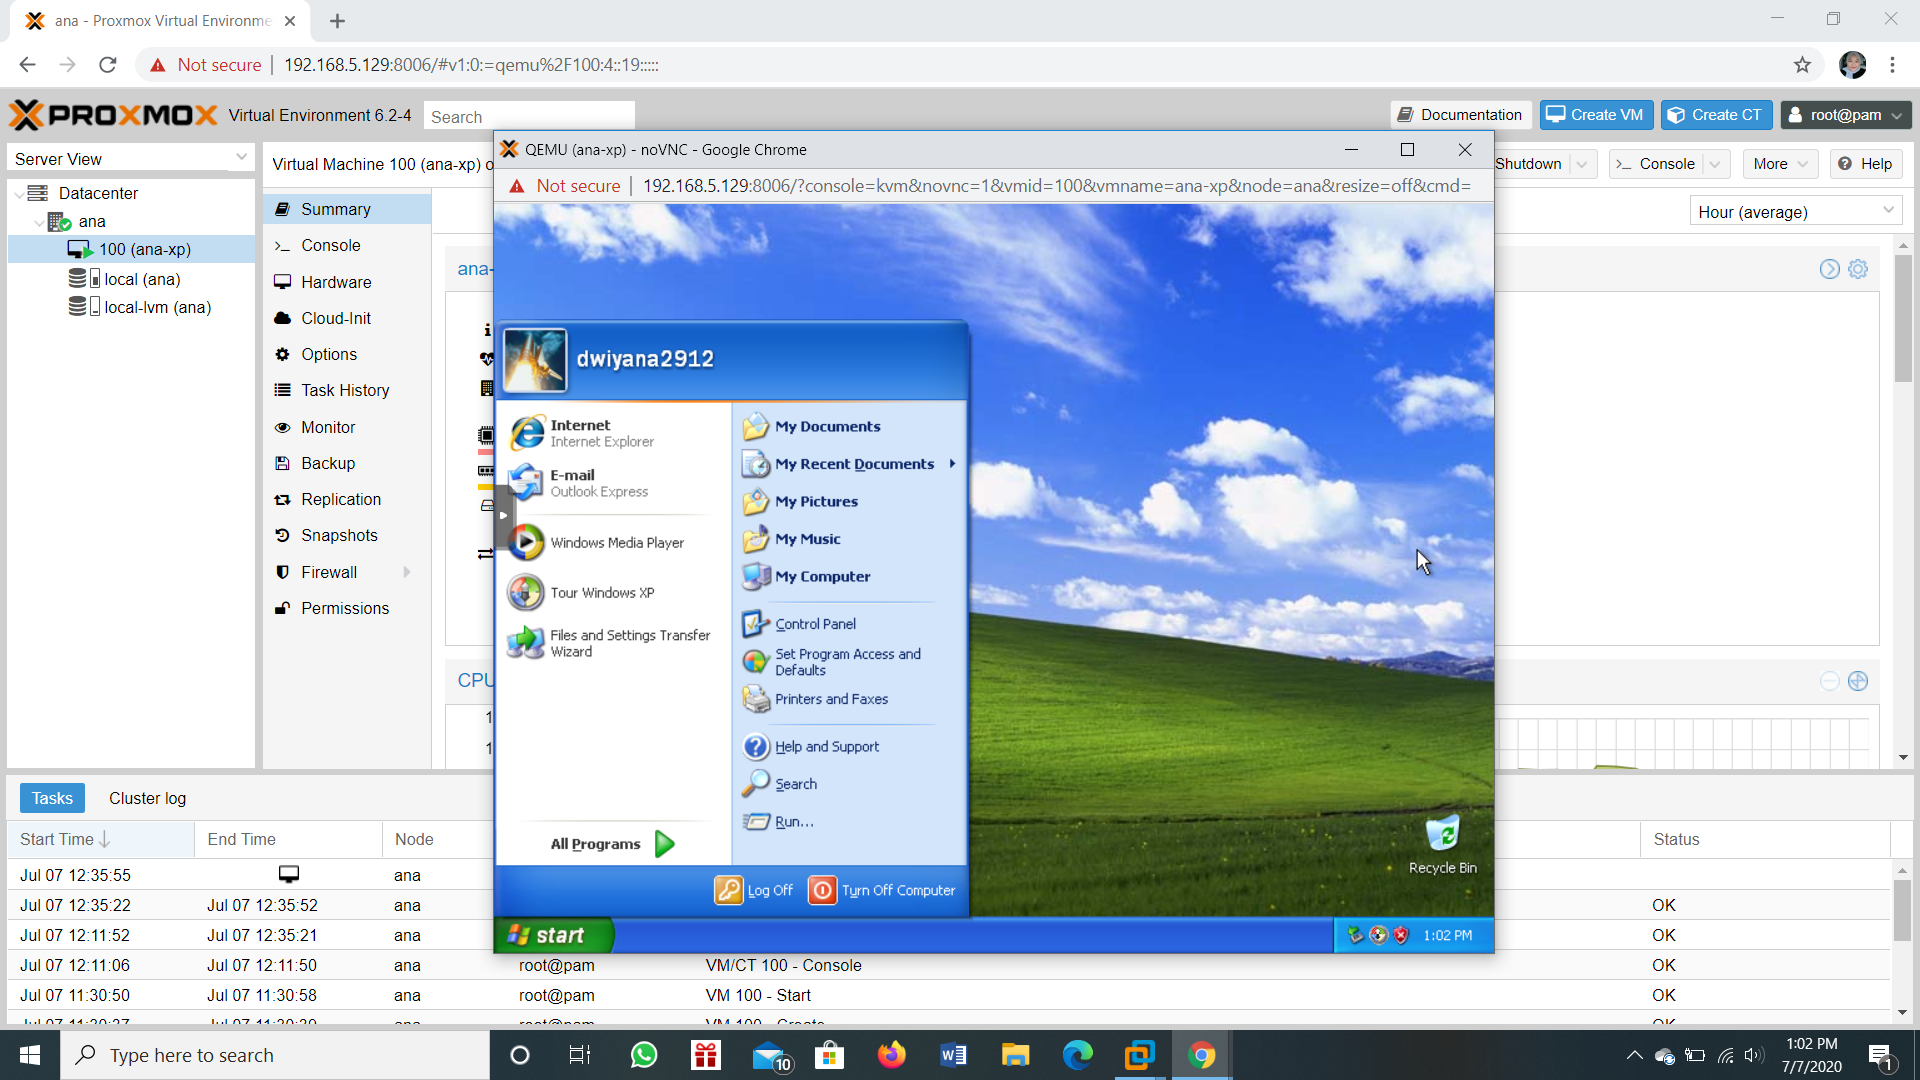 ana - Proxmox Virtual Environme
Not secure | 192.168.5.129:8006/#v1:0:=qemu%2F100:4::19:::::
PROXMOX Virtual Environment 6.2-4 Search
Documentation Create VM Create CT root@pam
Server View
Datacenter
ana
100 (ana-xp)
local (ana)
local-lvm (ana)
Virtual Machine 100 (ana-xp) o
Shutdown >_ Console More Help
Hour (average)
Summary
>_ Console
Hardware
Cloud-Init
Options
Task History
Monitor
Backup
Replication
Snapshots
Firewall
Permissions
ana-
CPU
1
1
QEMU (ana-xp) - noVNC - Google Chrome
Not secure | 192.168.5.129:8006/?console=kvm&novnc=1&vmid=100&vmname=ana-xp&node=ana&resize=off&cmd=
dwiyana2912
Internet
Internet Explorer
E-mail
Outlook Express
Windows Media Player
Tour Windows XP
Files and Settings Transfer
Wizard
All Programs
My Documents
My Recent Documents
My Pictures
My Music
My Computer
Control Panel
Set Program Access and
Defaults
Printers and Faxes
Help and Support
Search
Run...
Log Off Turn Off Computer
Recycle Bin
start 1:02 PM
Tasks Cluster log
Start Time End Time Node Status
Jul 07 12:35:55 ana
Jul 07 12:35:22 Jul 07 12:35:52 ana OK
Jul 07 12:11:52 Jul 07 12:35:21 ana OK
Jul 07 12:11:06 Jul 07 12:11:50 ana root@pam VM/CT 100 - Console OK
Jul 07 11:30:50 Jul 07 11:30:58 ana root@pam VM 100 - Start OK
Type here to search 10 1:02 PM
7/7/2020 1